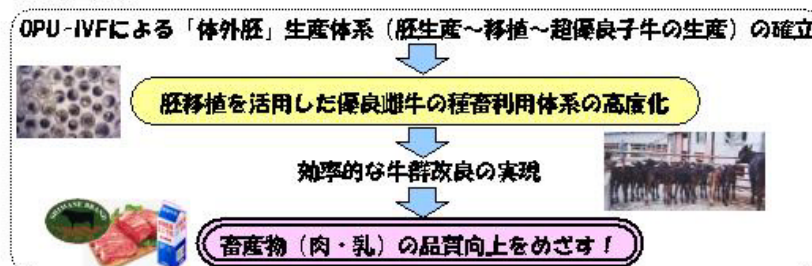 OPU-IVFによる「体外胚」生産体系（胚生産～移植～超優良子牛の生産）の確立
胚移植を活用した優良雌牛の種畜利用体系の高度化
効率的な牛群改良の実現
SHIMANE BRAND
畜産物（肉・乳）の品質向上をめざす！